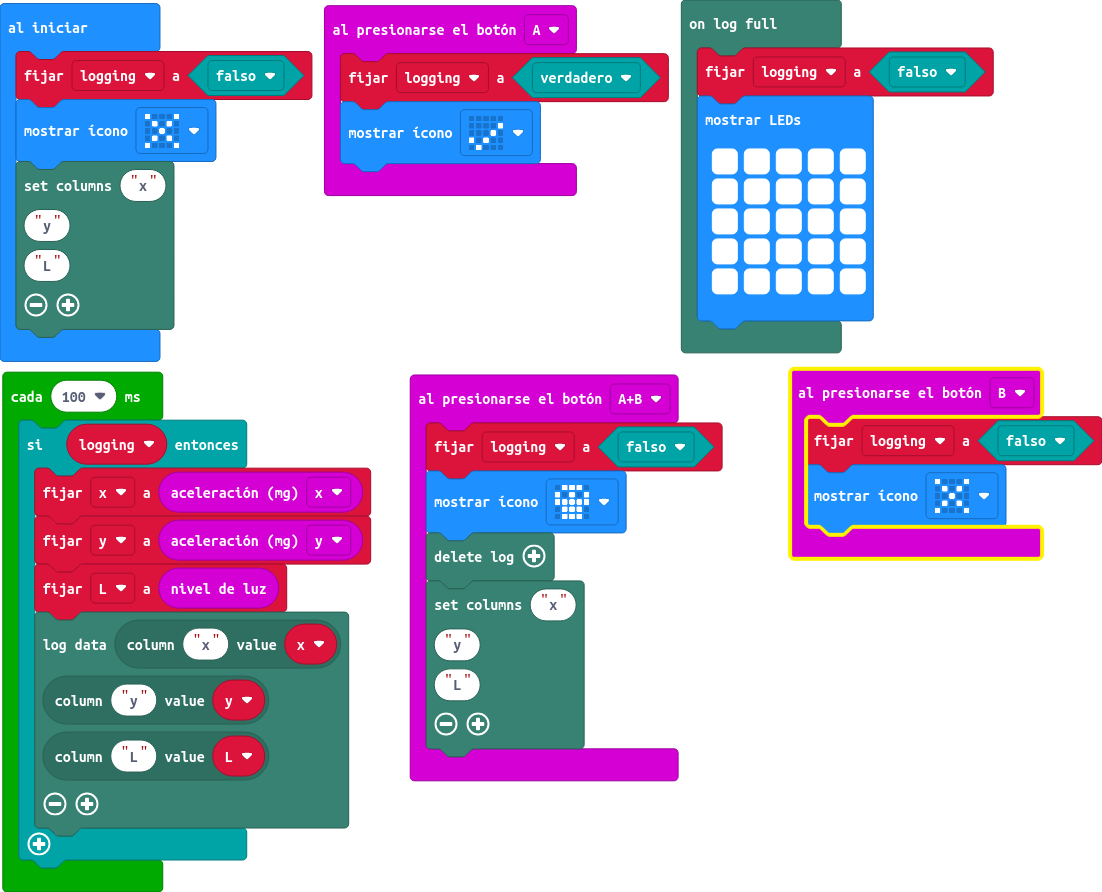 al iniciar
fijar logging a falso
mostrar ícono
set columns "x"
"y"
"L"
al presionarse el botón A
fijar logging a verdadero
mostrar ícono
on log full
fijar logging a falso
mostrar LEDs
cada 100 ms
si logging entonces
fijar x a aceleración (mg) x
fijar y a aceleración (mg) y
fijar L a nivel de luz
log data column "x" value x
column "y" value y
column "L" value L
al presionarse el botón A+B
fijar logging a falso
mostrar ícono
delete log
set columns "x"
"y"
"L"
al presionarse el botón B
fijar logging a falso
mostrar ícono